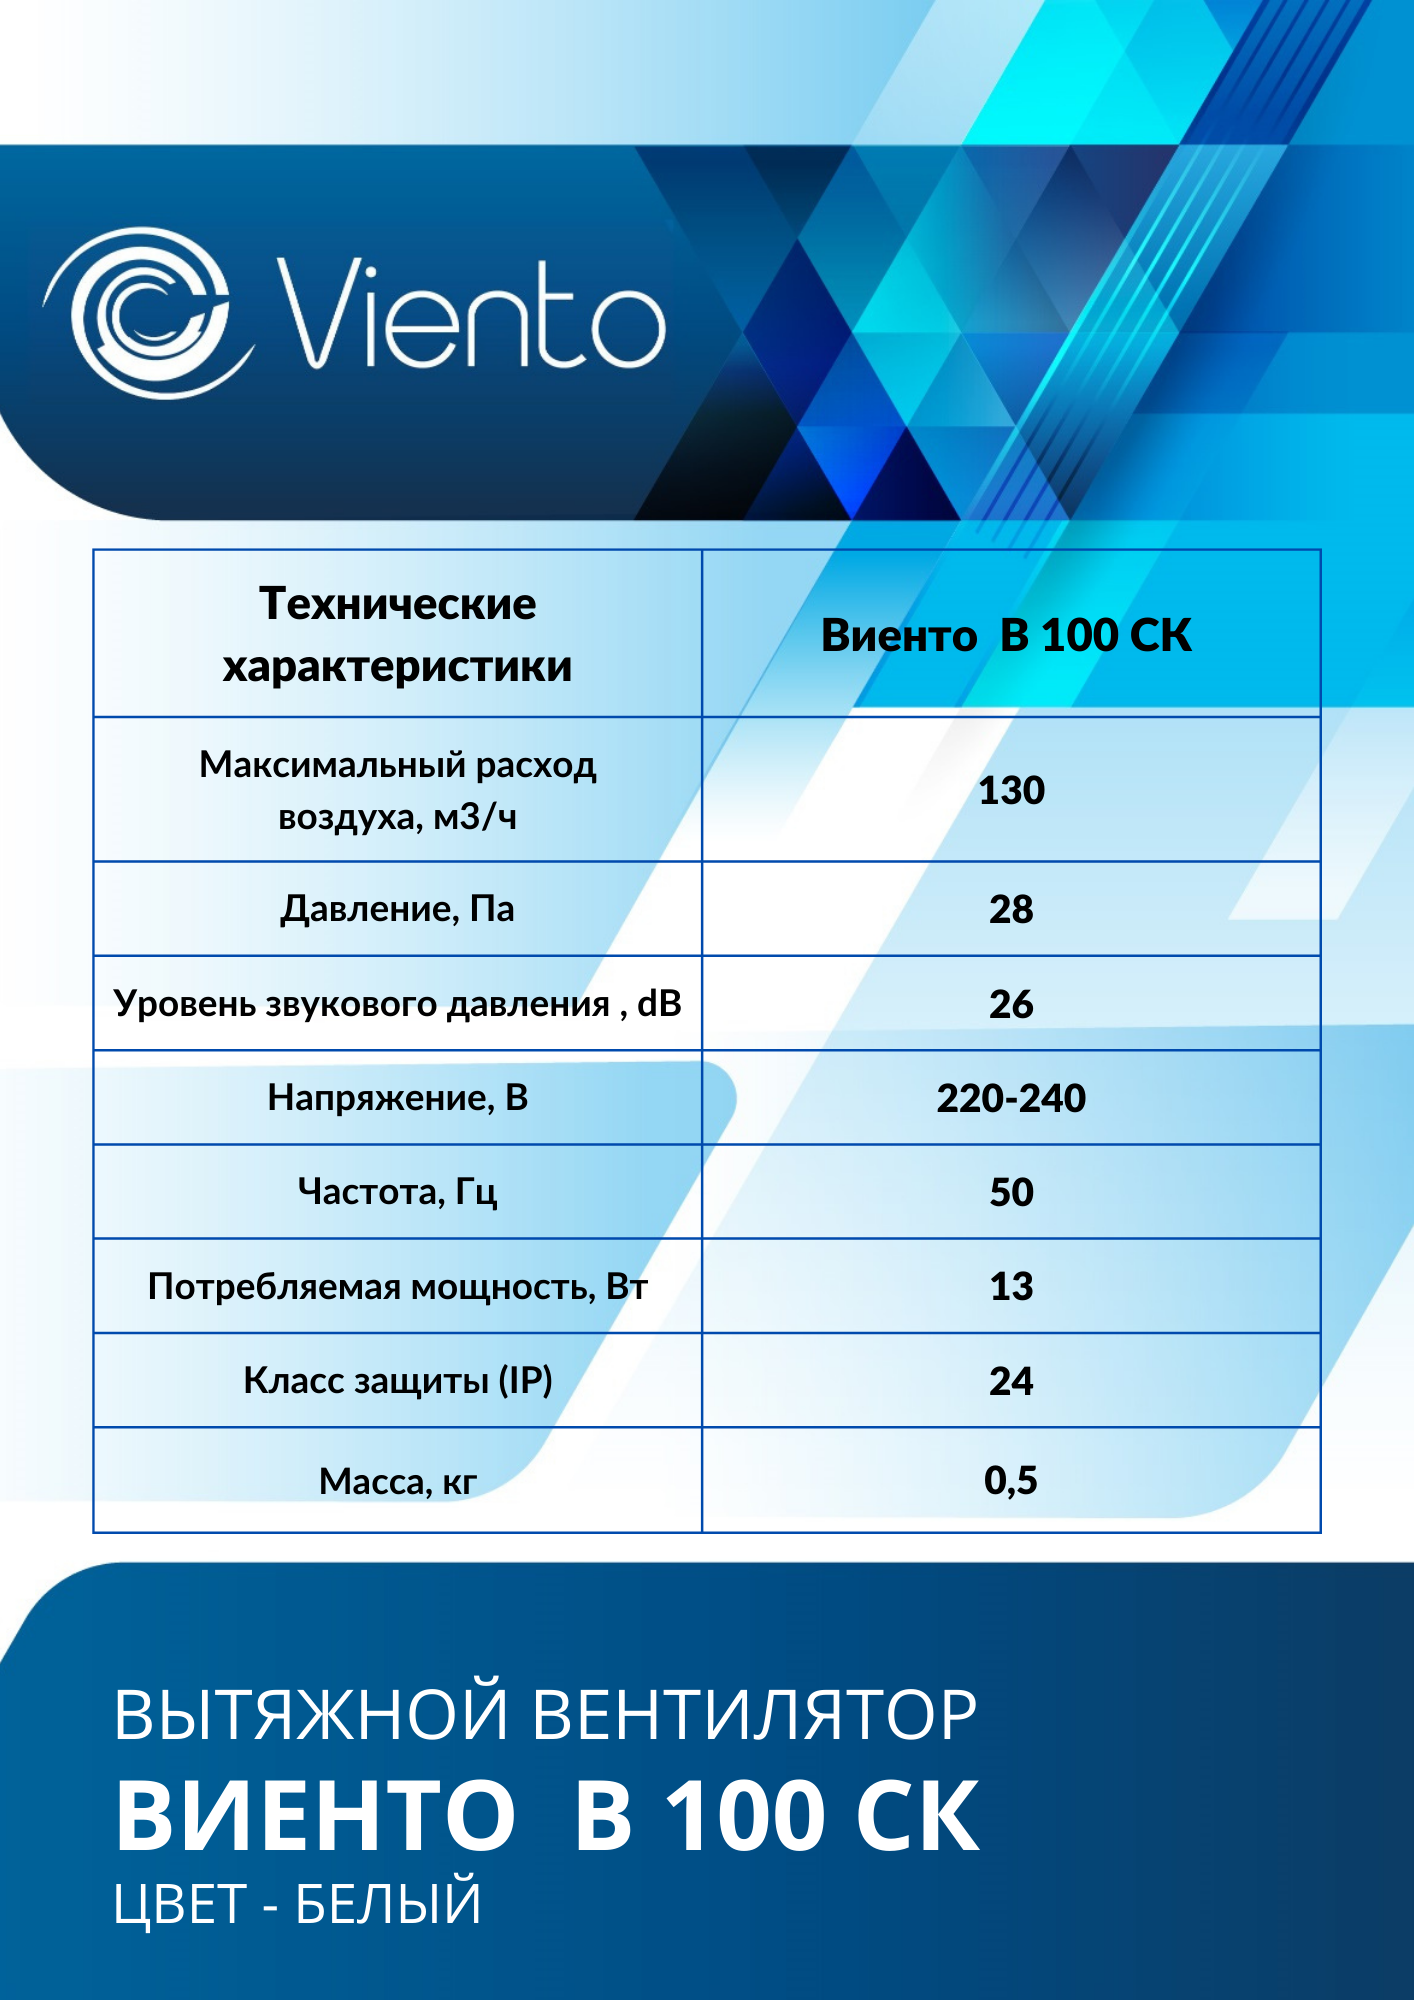 Viento
Технические
характеристики
Виенто В 100 СК
Максимальный расход
воздуха, м3/ч
130
Давление, Па
28
Уровень звукового давления , dB
26
Напряжение, В
220-240
Частота, Гц
50
Потребляемая мощность, Вт
13
Класс защиты (IP)
24
Масса, кг
0,5
ВЫТЯЖНОЙ ВЕНТИЛЯТОР
ВИЕНТО В 100 СК
ЦВЕТ - БЕЛЫЙ